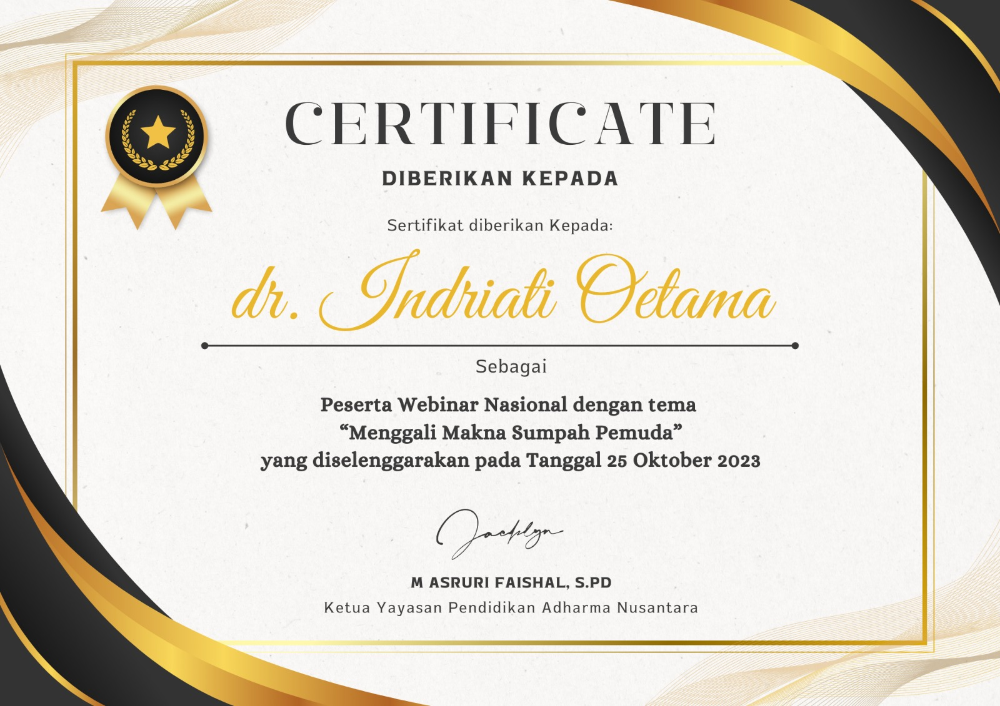 CERTIFICATE
DIBERIKAN KEPADA
Sertifikat diberikan Kepada:
dr. Indriati Oetama
Sebagai
Peserta Webinar Nasional dengan tema
“Menggali Makna Sumpah Pemuda”
yang diselenggarakan pada Tanggal 25 Oktober 2023
Jacklyn
M ASRURI FAISHAL, S.PD
Ketua Yayasan Pendidikan Adharma Nusantara